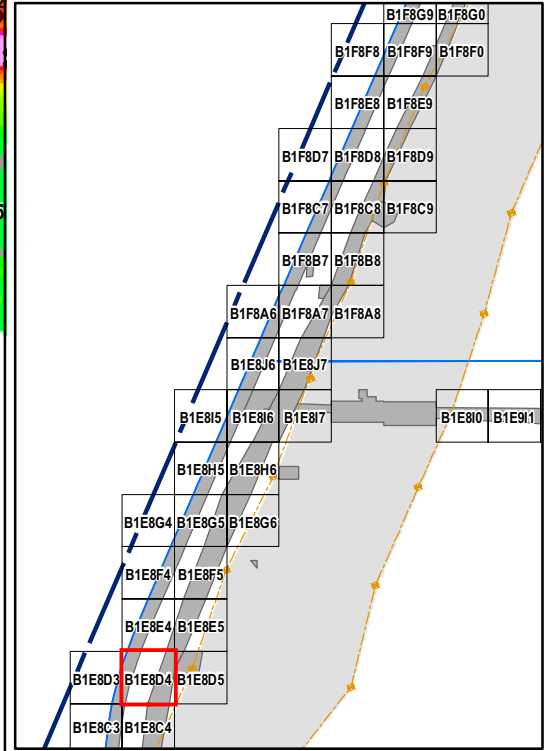 B1F8G9 B1F8G0
B1F8F8 B1F8F9 B1F8F0
B1F8E8 B1F8E9
B1F8D7 B1F8D8 B1F8D9
B1F8C7 B1F8C8 B1F8C9
B1F8B7 B1F8B8
B1F8A6 B1F8A7 B1F8A8
B1E8J6 B1E8J7
B1E8I5 B1E8I6 B1E8I7 B1E8I0 B1E9I1
B1E8H5 B1E8H6
B1E8G4 B1E8G5 B1E8G6
B1E8F4 B1E8F5
B1E8E4 B1E8E5
B1E8D3 B1E8D4 B1E8D5
B1E8C3 B1E8C4